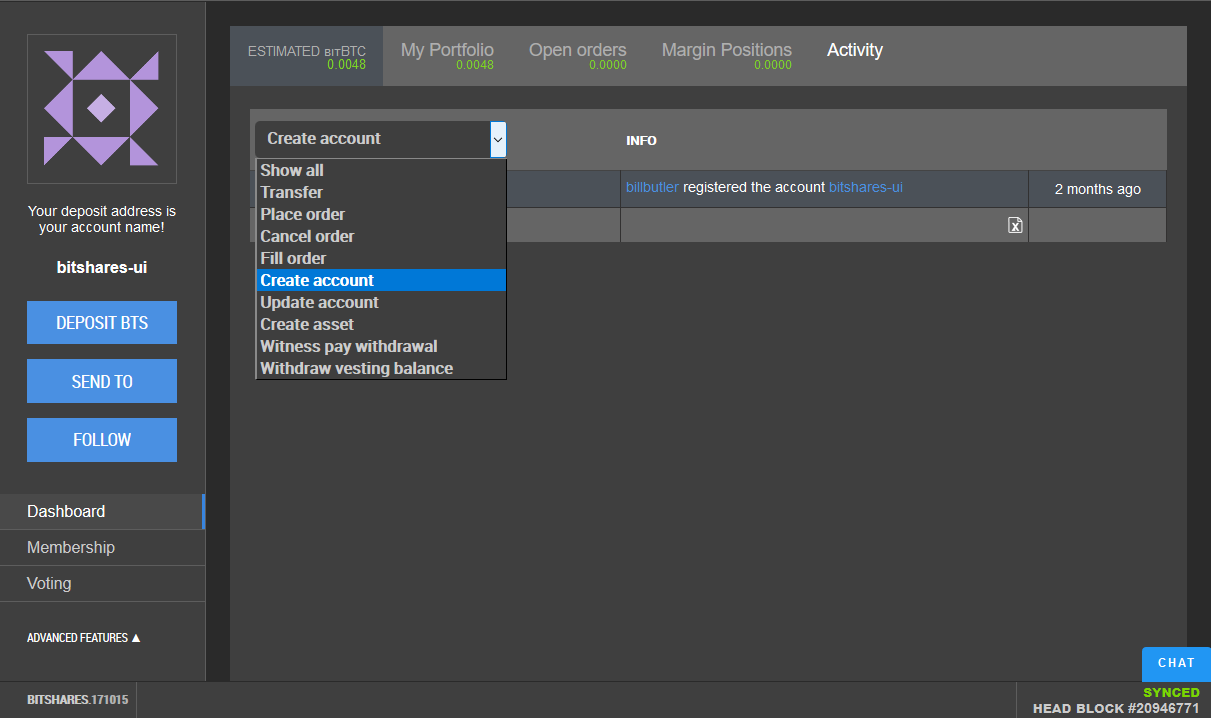 ESTIMATED BITBTC
0.0048
My Portfolio
0.0048
Open orders
0.0000
Margin Positions
0.0000
Activity
Your deposit address is
your account name!
bitshares-ui
DEPOSIT BTS
SEND TO
FOLLOW
Dashboard
Membership
Voting
ADVANCED FEATURES ▲
Create account
INFO
Show all
Transfer
Place order
Cancel order
Fill order
Create account
Update account
Create asset
Witness pay withdrawal
Withdraw vesting balance
billbutler registered the account bitshares-ui
2 months ago
CHAT
BITSHARES.171015
SYNCED
HEAD BLOCK #20946771